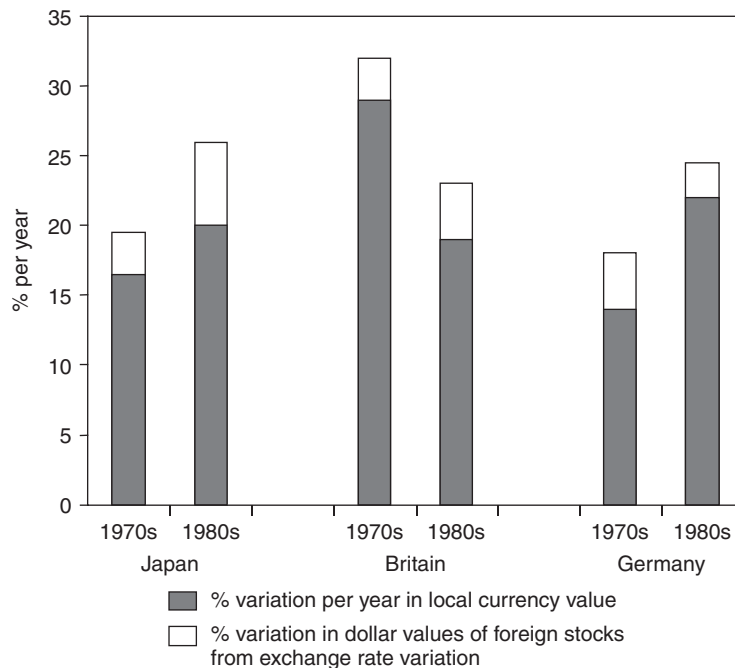 35
30
25
20
15
10
5
0
% per year
1970s 1980s 1970s 1980s 1970s 1980s
Japan Britain Germany
% variation per year in local currency value
% variation in dollar values of foreign stocks
from exchange rate variation